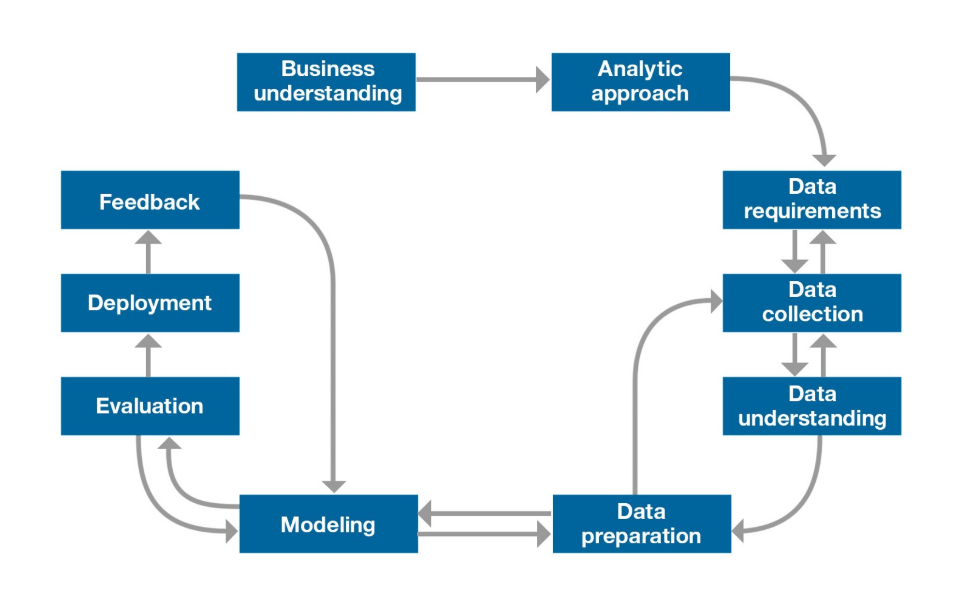 Business
understanding
Analytic
approach
Feedback
Data
requirements
Deployment
Data
collection
Evaluation
Data
understanding
Modeling
Data
preparation